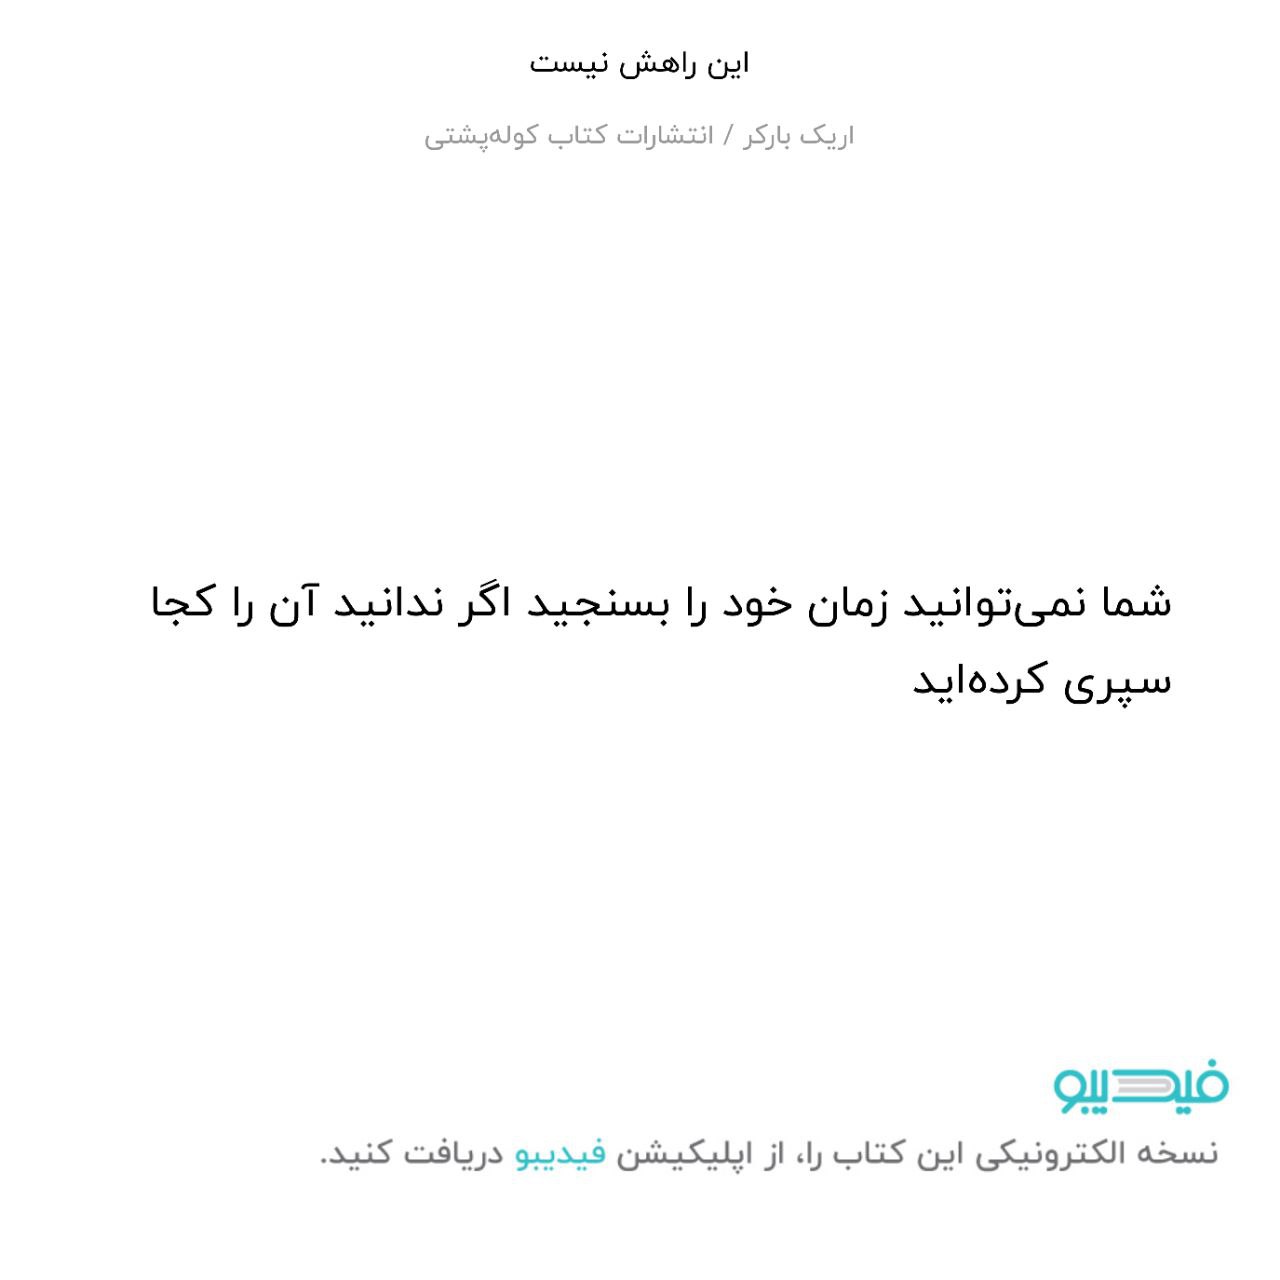 این راهش نیست
اریک بارکر / انتشارات کتاب کوله‌پشتی
شما نمی‌توانید زمان خود را بسنجید اگر ندانید آن را کجا
سپری کرده‌اید
فیدیبو
نسخه الکترونیکی این کتاب را، از اپلیکیشن فیدیبو دریافت کنید.